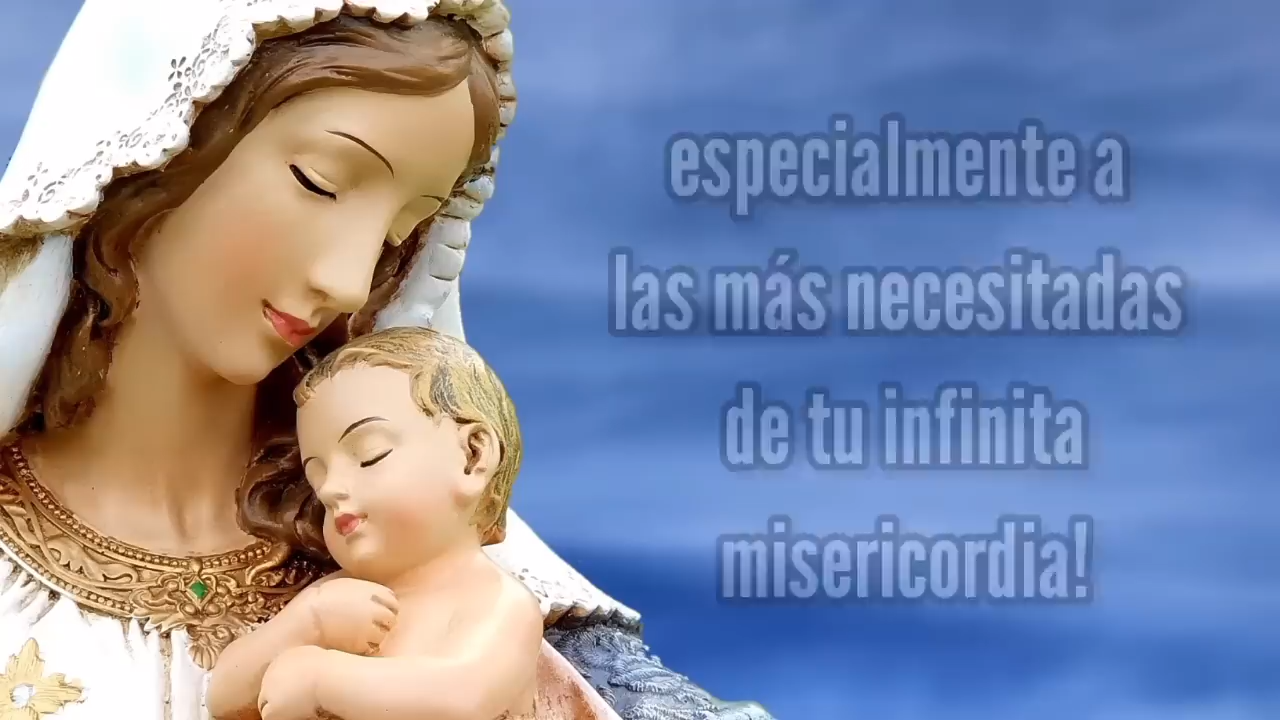 especialmente a
las más necesitadas
de tu infinita
misericordia!